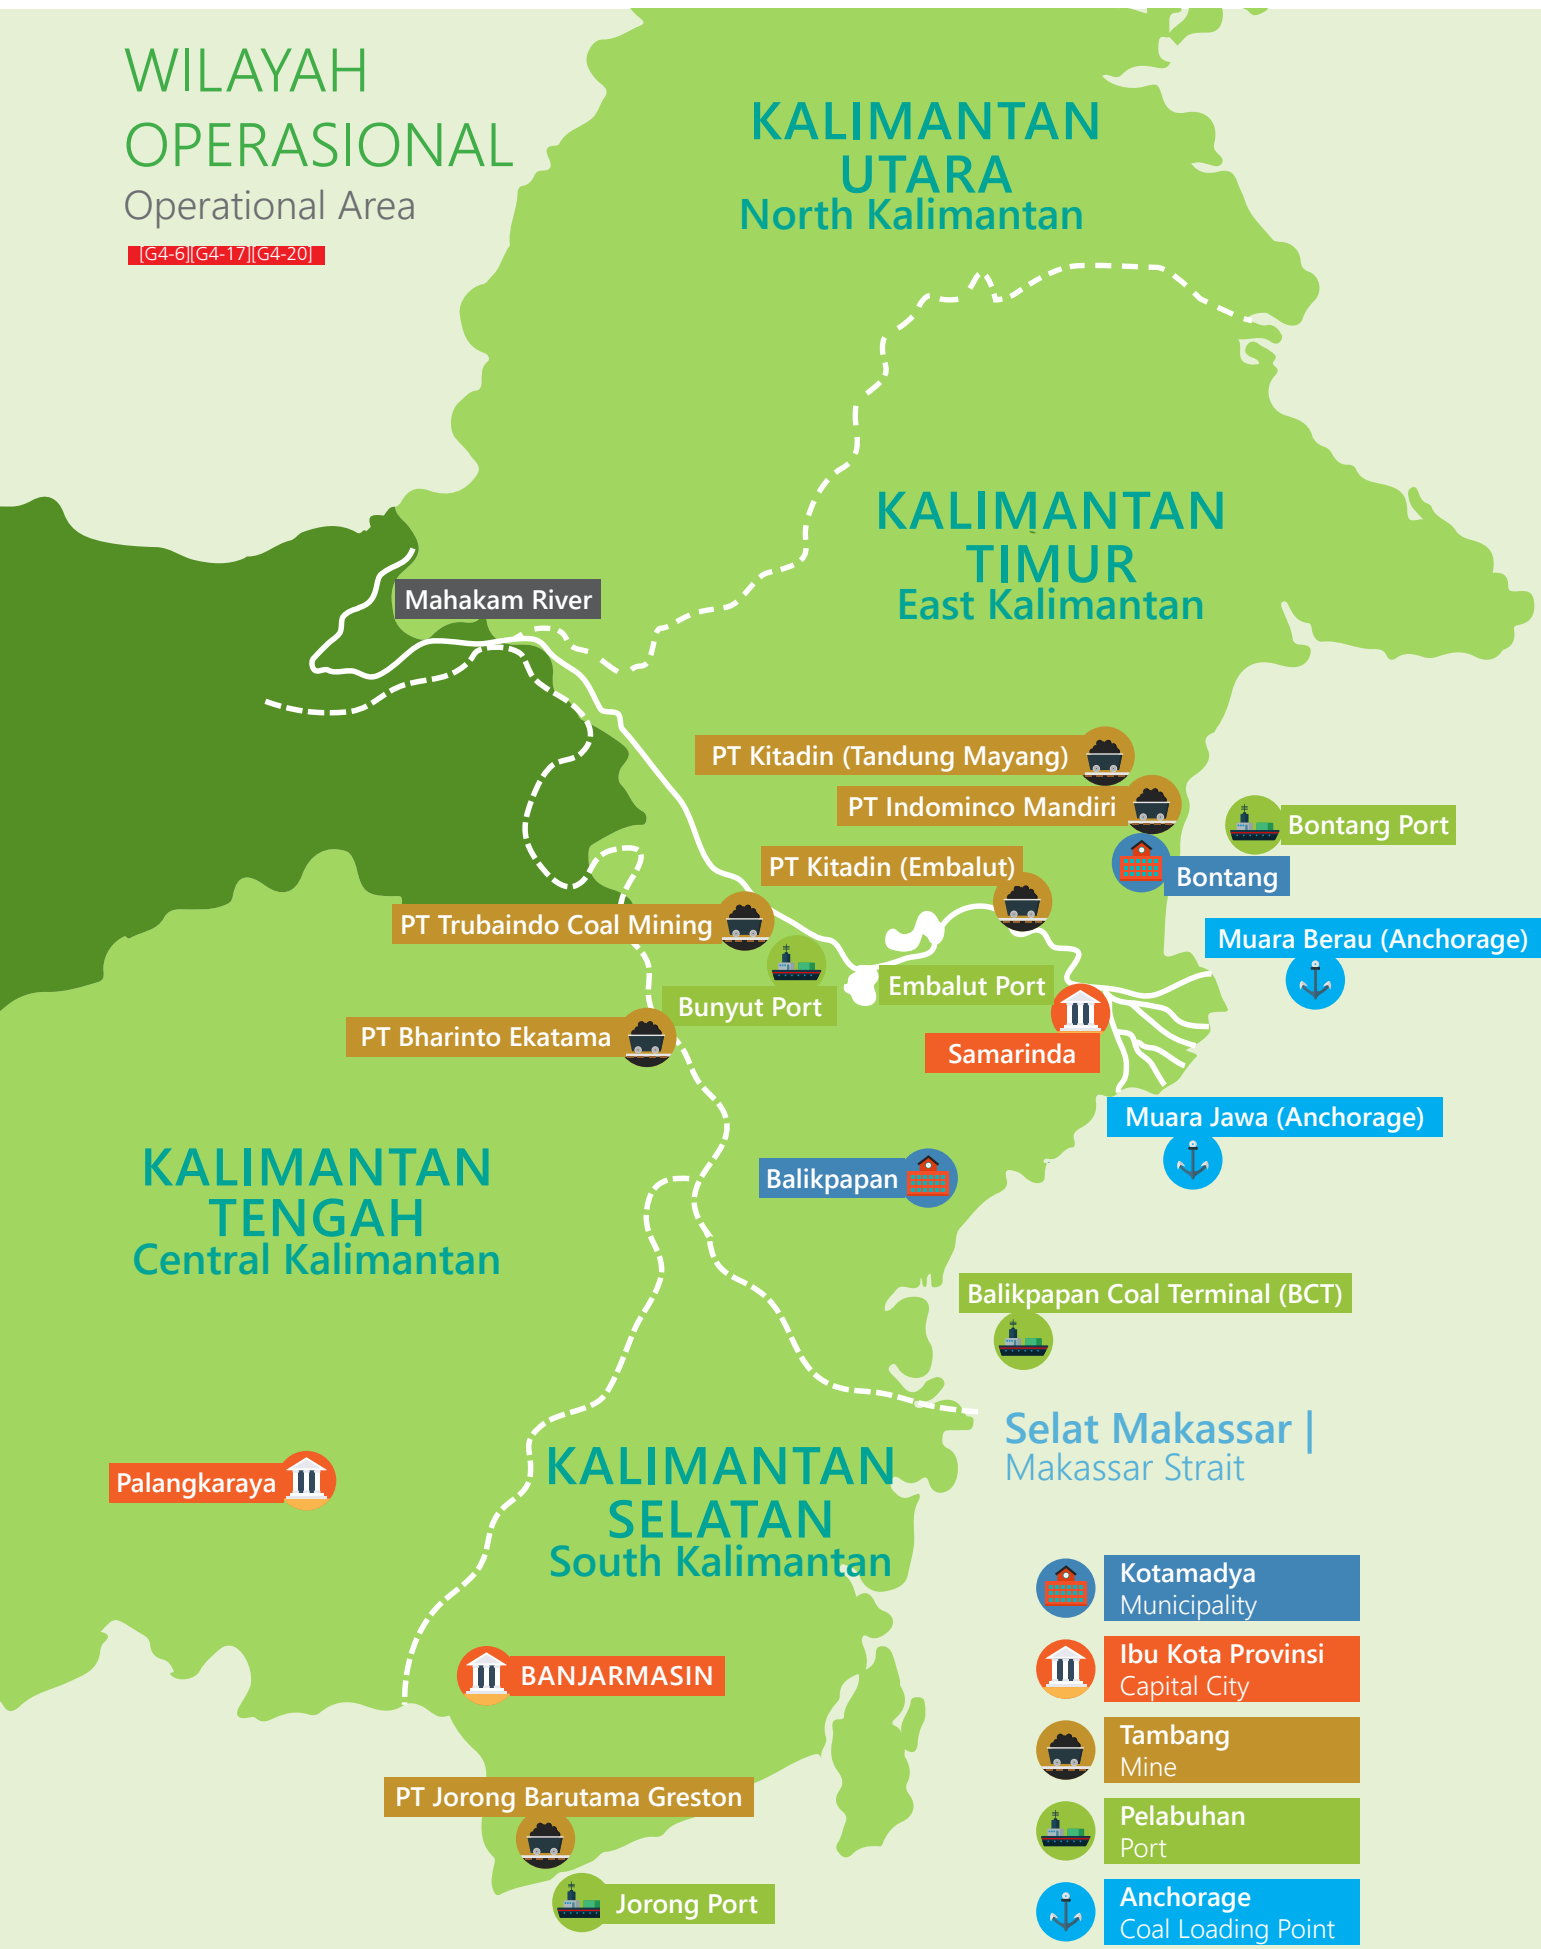 WILAYAH
OPERASIONAL
Operational Area
[G4-6][G4-17][G4-20]
KALIMANTAN
UTARA
North Kalimantan
KALIMANTAN
TIMUR
East Kalimantan
Mahakam River
PT Kitadin (Tandung Mayang)
PT Indominco Mandiri
Bontang Port
PT Kitadin (Embalut)
Bontang
PT Trubaindo Coal Mining
Muara Berau (Anchorage)
Embalut Port
Bunyut Port
PT Bharinto Ekatama
Samarinda
Muara Jawa (Anchorage)
KALIMANTAN
TENGAH
Central Kalimantan
Balikpapan
Balikpapan Coal Terminal (BCT)
Selat Makassar |
Makassar Strait
Palangkaraya
KALIMANTAN
SELATAN
South Kalimantan
BANJARMASIN
PT Jorong Barutama Greston
Jorong Port
Kotamadya
Municipality
Ibu Kota Provinsi
Capital City
Tambang
Mine
Pelabuhan
Port
Anchorage
Coal Loading Point